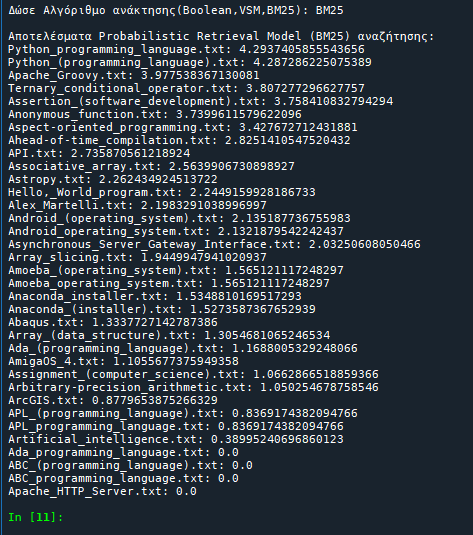 Δώσε Αλγόριθμο ανάκτησης(Boolean,VSM,BM25): BM25
Αποτελέσματα Probabilistic Retrieval Model (BM25) αναζήτησης:
Python_programming_language.txt: 4.2937405855543656
Python_(programming_language).txt: 4.287286225075389
Apache_Groovy.txt: 3.977538367130081
Ternary_conditional_operator.txt: 3.807277296627757
Assertion_(software_development).txt: 3.758410832794294
Anonymous_function.txt: 3.7399611579622096
Aspect-oriented_programming.txt: 3.427672712431881
Ahead-of-time_compilation.txt: 2.8251410547520432
API.txt: 2.735870561218924
Associative_array.txt: 2.5639906730898927
Astropy.txt: 2.262434924513722
Hello,_World_program.txt: 2.2449159928186733
Alex_Martelli.txt: 2.1983291038996997
Android_(operating_system).txt: 2.135187736755983
Android_operating_system.txt: 2.1321879542242437
Asynchronous_Server_Gateway_Interface.txt: 2.03250608050466
Array_slicing.txt: 1.9449947941020937
Amoeba_(operating_system).txt: 1.565121117248297
Amoeba_operating_system.txt: 1.565121117248297
Anaconda_installer.txt: 1.5348810169517293
Anaconda_(installer).txt: 1.5273587367652939
Abaqus.txt: 1.3337727142787386
Array_(data_structure).txt: 1.3054681065246534
Ada_(programming_language).txt: 1.1688005329248066
AmigaOS_4.txt: 1.1055677375949358
Assignment_(computer_science).txt: 1.0662866518859366
Arbitrary-precision_arithmetic.txt: 1.050254678758546
ArcGIS.txt: 0.8779653875266329
APL_(programming_language).txt: 0.8369174382094766
APL_programming_language.txt: 0.8369174382094766
Artificial_intelligence.txt: 0.38995240696860123
Ada_programming_language.txt: 0.0
ABC_(programming_language).txt: 0.0
ABC_programming_language.txt: 0.0
Apache_HTTP_Server.txt: 0.0
In [11]: